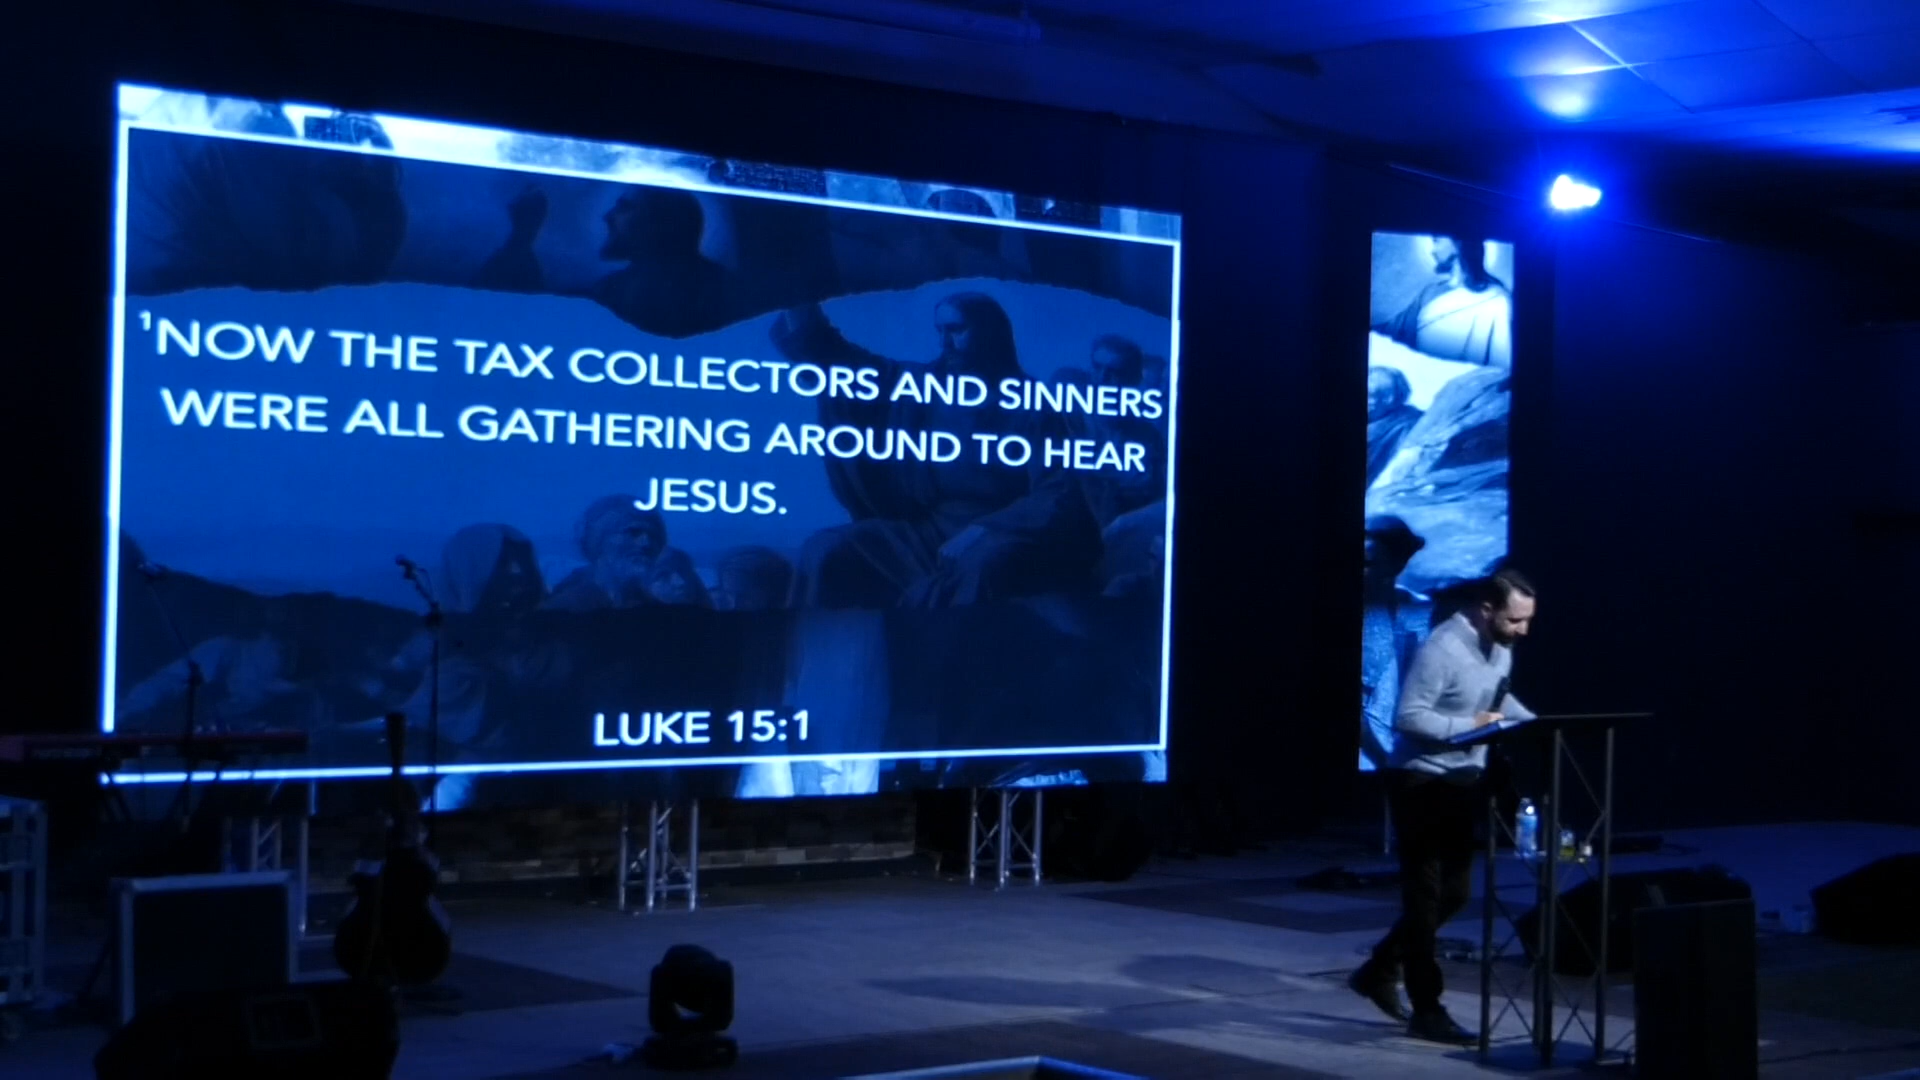 ¹NOW THE TAX COLLECTORS AND SINNERS
WERE ALL GATHERING AROUND TO HEAR
JESUS.
LUKE 15:1